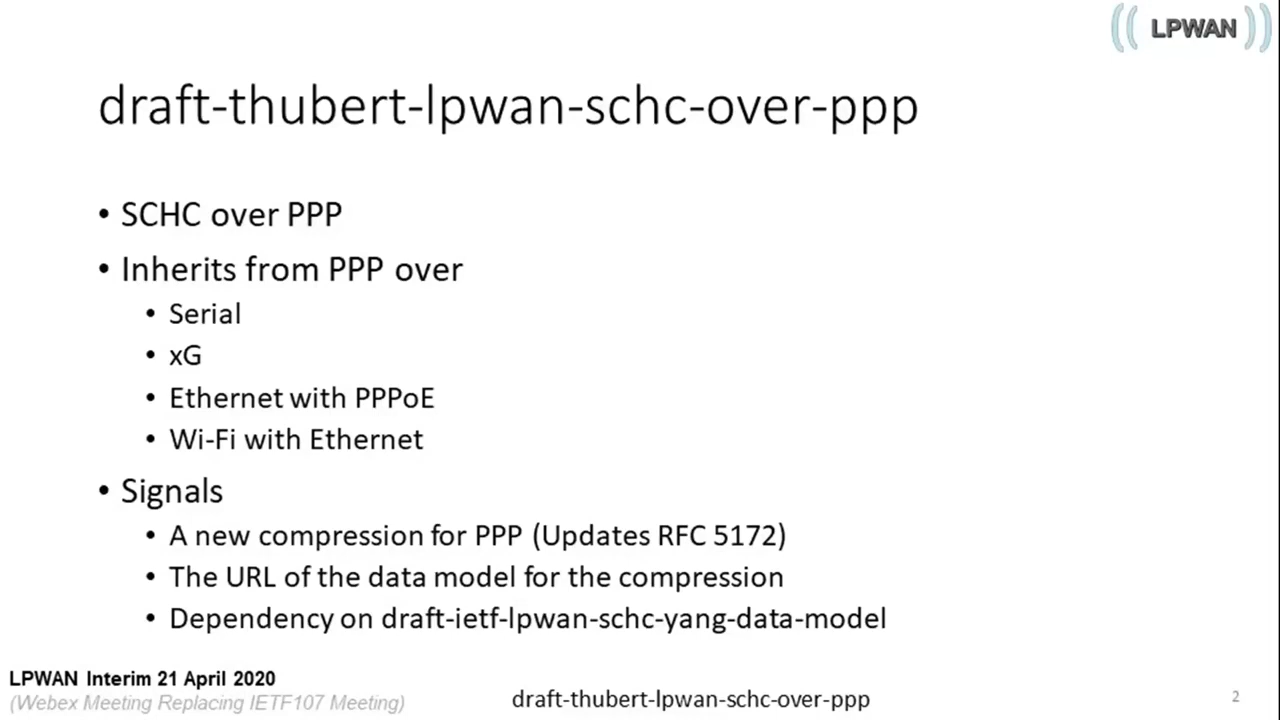 (( LPWAN ))
draft-thubert-lpwan-schc-over-ppp
• SCHC over PPP
• Inherits from PPP over
• Serial
• xG
• Ethernet with PPPoE
• Wi-Fi with Ethernet
• Signals
• A new compression for PPP (Updates RFC 5172)
• The URL of the data model for the compression
• Dependency on draft-ietf-lpwan-schc-yang-data-model
LPWAN Interim 21 April 2020
(Webex Meeting Replacing IETF107 Meeting)
draft-thubert-lpwan-schc-over-ppp
2